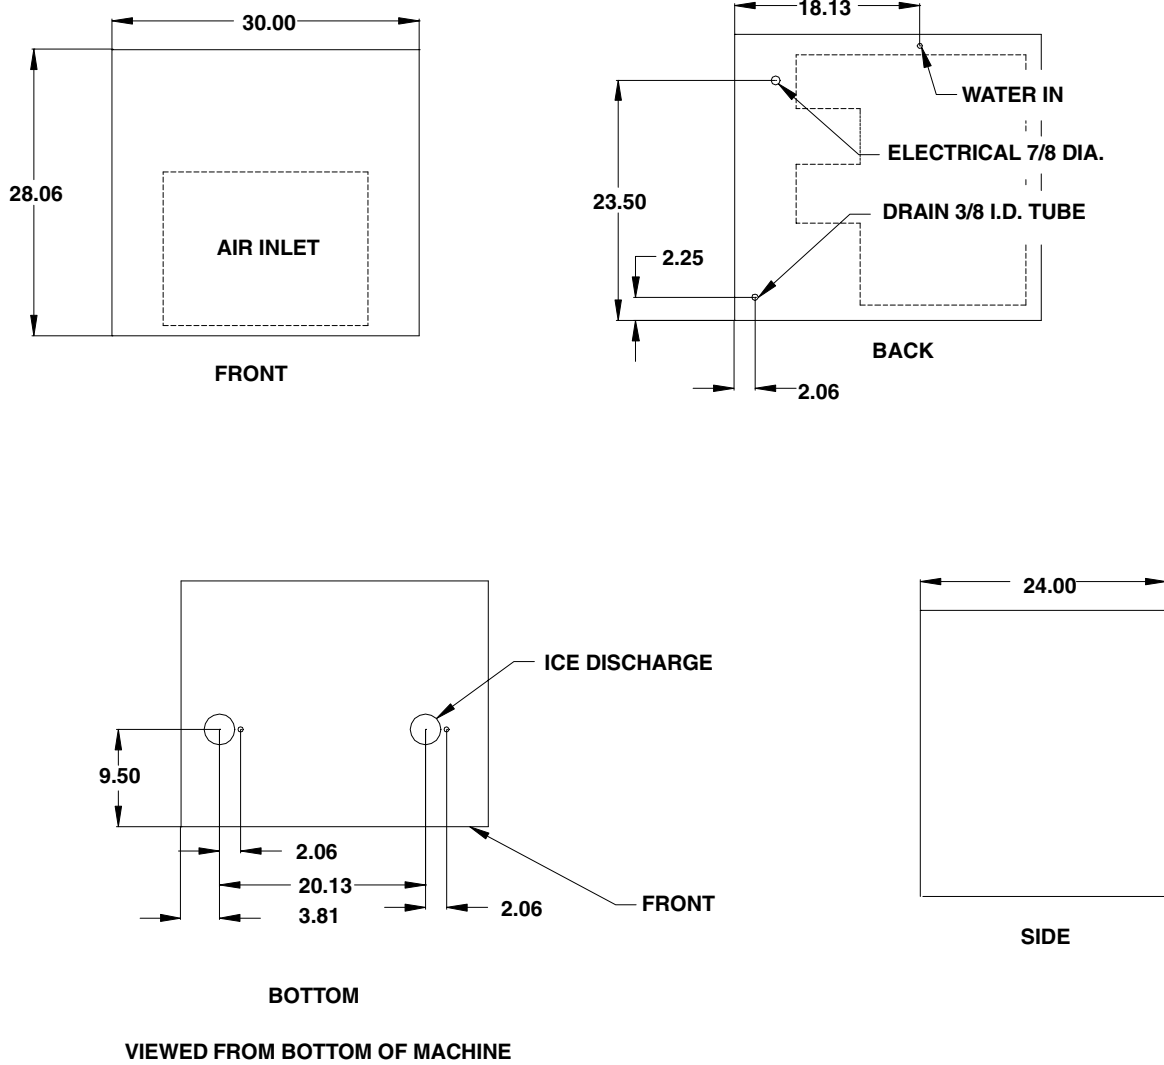 30.00
28.06
AIR INLET
FRONT
18.13
WATER IN
ELECTRICAL 7/8 DIA.
23.50
DRAIN 3/8 I.D. TUBE
2.25
BACK
2.06
ICE DISCHARGE
9.50
2.06
20.13
3.81
2.06
FRONT
BOTTOM
VIEWED FROM BOTTOM OF MACHINE
24.00
SIDE